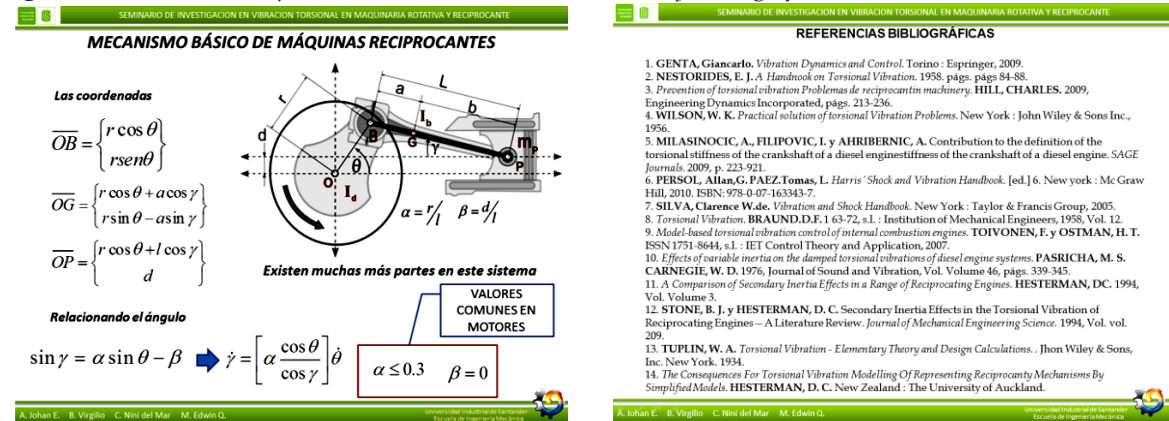 SEMINARIO DE INVESTIGACION EN VIBRACION TORSIONAL EN MAQUINARIA ROTATIVA Y RECIPROCANTE
MECANISMO BÁSICO DE MÁQUINAS RECIPROCANTES
Las coordenadas
OB = {r cos θ
rsenθ}
OG = {r cos θ + a cos γ
r sin θ − a sin γ}
OP = {r cos θ + l cos γ
d}
r
d
L
a
b
I_b
B
G
γ
m_P
P
θ
O
I_d
α = r/l β = d/l
Existen muchas más partes en este sistema
Relacionando el ángulo
sin γ = α sin θ − β γ̇ = [α cos θ / cos γ] θ̇
VALORES
COMUNES EN
MOTORES
α ≤ 0.3 β = 0
A. Johan E. B. Virgilio C. Nini del Mar M. Edwin Q.
Universidad Industrial de Santander
Escuela de Ingeniería Mecánica
SEMINARIO DE INVESTIGACION EN VIBRACION TORSIONAL EN MAQUINARIA ROTATIVA Y RECIPROCANTE
REFERENCIAS BIBLIOGRÁFICAS
1. GENTA, Giancarlo. Vibration Dynamics and Control. Torino : Espringer, 2009.
2. NESTORIDES, E. J. A Handnook on Torsional Vibration. 1958. págs. págs 84-88.
3. Prevention of torsional vibration Problemas de reciprocantin machinery. HILL, CHARLES. 2009,
Engineering Dynamics Incorporated, págs. 213-236.
4. WILSON, W. K. Practical solution of torsional Vibration Problems. New York : John Wiley & Sons Inc.,
1956.
5. MILASINOCIC, A., FILIPOVIC, I. y AHRIBERNIC, A. Contribution to the definition of the
torsional stiffness of the crankshaft of a diesel enginestiffness of the crankshaft of a diesel engine. SAGE
Journals. 2009, p. 223-921.
6. PERSOL, Allan,G. PAEZ.Tomas, L. Harris´ Shock and Vibration Handbook. [ed.] 6. New york : Mc Graw
Hill, 2010. ISBN: 978-0-07-163343-7.
7. SILVA, Clarence W.de. Vibration and Shock Handbook. New York : Taylor & Francis Group, 2005.
8. Torsional Vibration. BRAUND.D.F. 1 63-72, s.l. : Institution of Mechanical Engineers, 1958, Vol. 12.
9. Model-based torsional vibration control of internal combustion engines. TOIVONEN, F. y OSTMAN, H. T.
ISSN 1751-8644, s.l. : IET Control Theory and Application, 2007.
10. Effects of variable inertia on the damped torsional vibrations of diesel engine systems. PASRICHA, M. S.
CARNEGIE, W. D. 1976, Journal of Sound and Vibration, Vol. Volume 46, págs. 339-345.
11. A Comparison of Secondary Inertia Effects in a Range of Reciprocating Engines. HESTERMAN, DC. 1994,
Vol. Volume 3.
12. STONE, B. J. y HESTERMAN, D. C. Secondary Inertia Effects in the Torsional Vibration of
Reciprocating Engines – A Literature Review. Journal of Mechanical Engineering Science. 1994, Vol. vol.
209.
13. TUPLIN, W. A. Torsional Vibration - Elementary Theory and Design Calculations. . Jhon Wiley & Sons,
Inc. New York. 1934.
14. The Consequences For Torsional Vibration Modelling Of Representing Reciprocanty Mechanisms By
Simplified Models. HESTERMAN, D. C. New Zealand : The University of Auckland.
A. Johan E. B. Virgilio C. Nini del Mar M. Edwin Q.
Universidad Industrial de Santander
Escuela de Ingeniería Mecánica